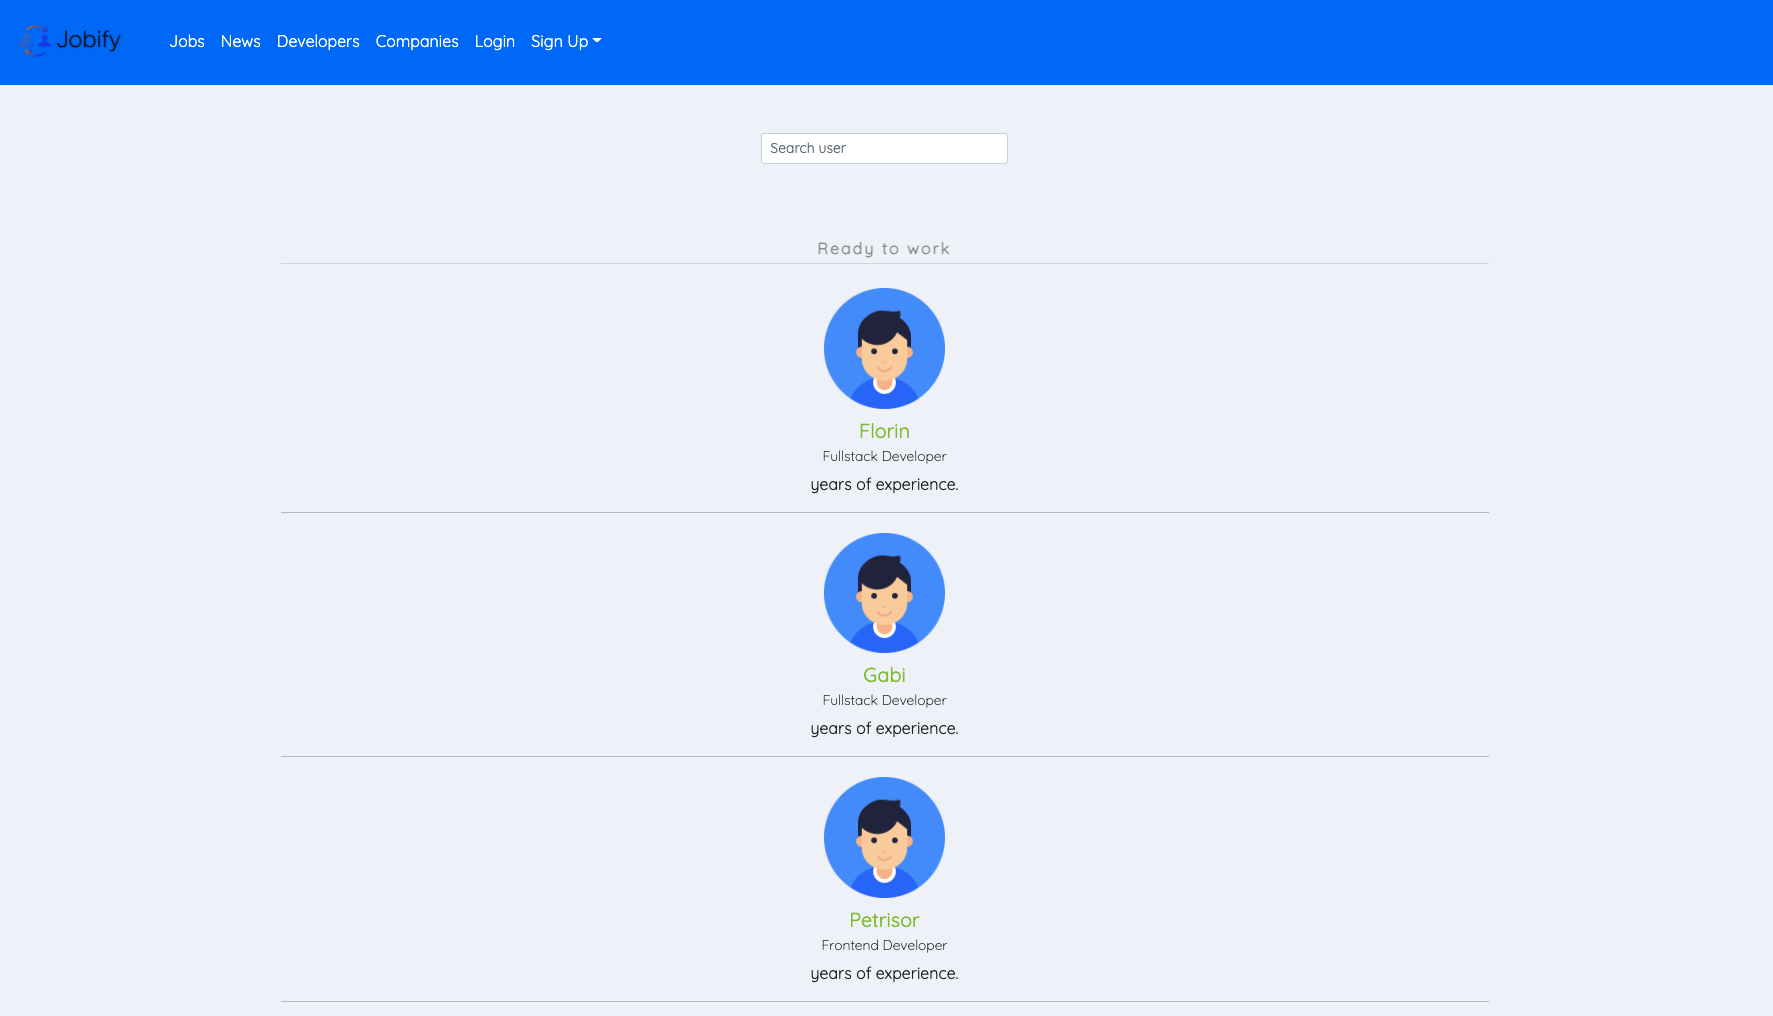 Jobify
Jobs News Developers Companies Login Sign Up
Search user
Ready to work
Florin
Fullstack Developer
years of experience.
Gabi
Fullstack Developer
years of experience.
Petrisor
Frontend Developer
years of experience.